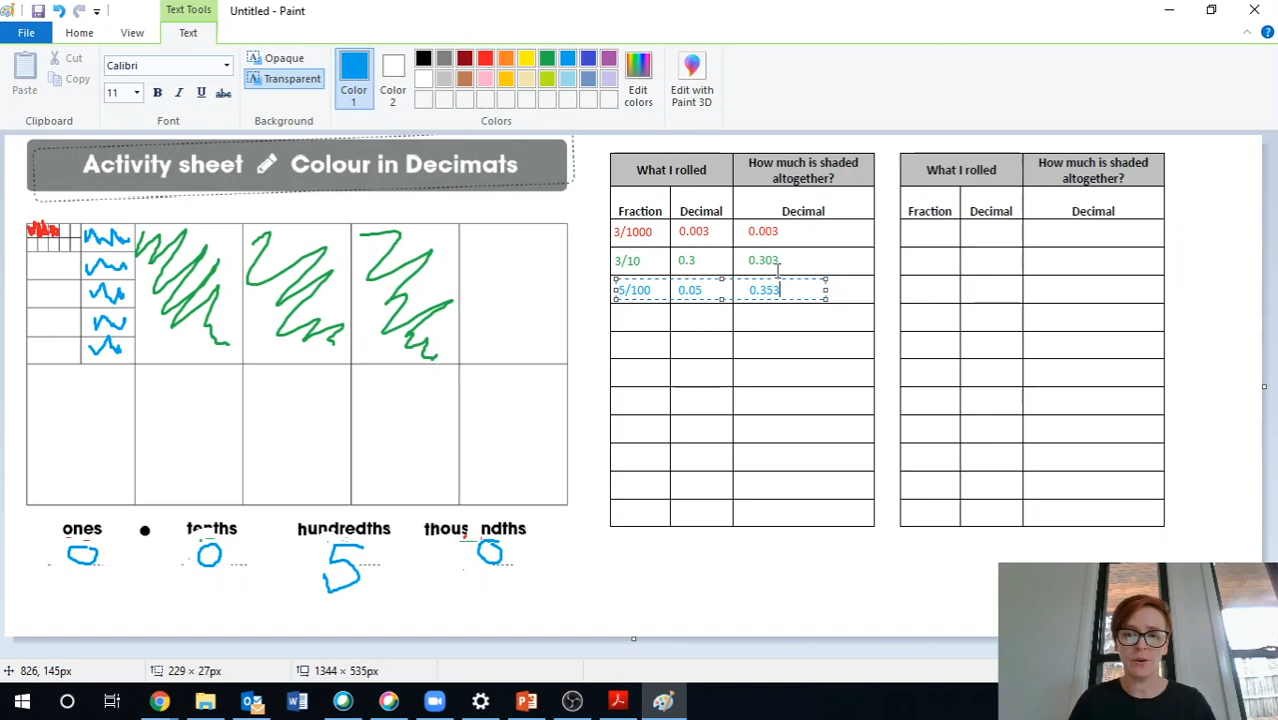 Text Tools
Untitled - Paint
File
Home
View
Text
Paste
Cut
Copy
Clipboard
Calibri
11
B I U abc
Font
Opaque
Transparent
Background
Color 1
Color 2
Colors
Edit colors
Edit with Paint 3D
Activity sheet Colour in Decimats
What I rolled
How much is shaded altogether?
Fraction Decimal Decimal
3/1000 0.003 0.003
3/10 0.3 0.303
5/100 0.05 0.353
What I rolled
How much is shaded altogether?
Fraction Decimal Decimal
ones • tenths hundredths thous ndths
0 0 5 0
826, 145px
229 × 27px
1344 × 535px